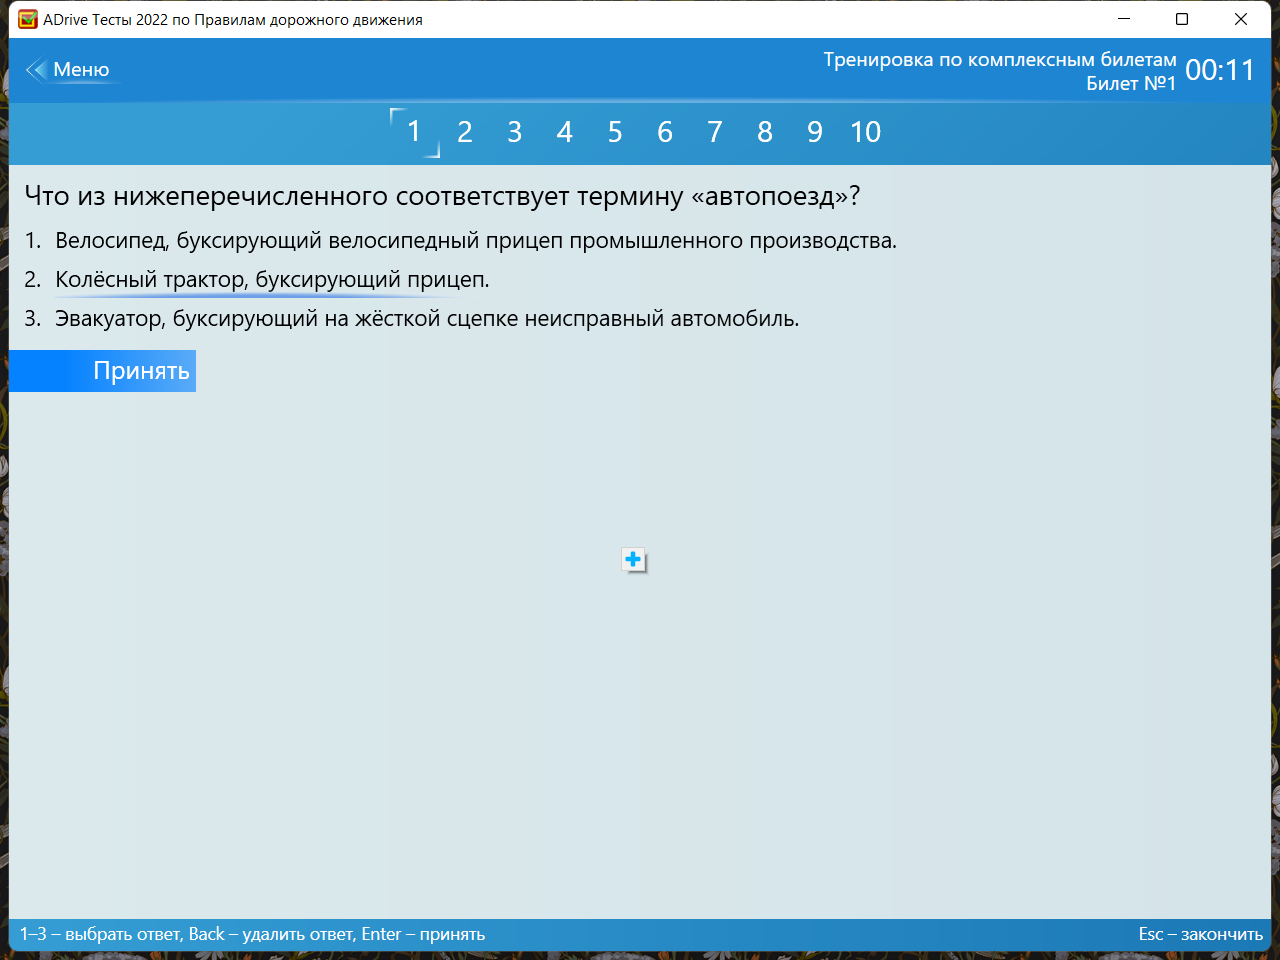 ADrive Тесты 2022 по Правилам дорожного движения
Меню
Тренировка по комплексным билетам
Билет №1
00:11
1 2 3 4 5 6 7 8 9 10
Что из нижеперечисленного соответствует термину «автопоезд»?
1. Велосипед, буксирующий велосипедный прицеп промышленного производства.
2. Колёсный трактор, буксирующий прицеп.
3. Эвакуатор, буксирующий на жёсткой сцепке неисправный автомобиль.
Принять
1–3 – выбрать ответ, Back – удалить ответ, Enter – принять
Esc – закончить